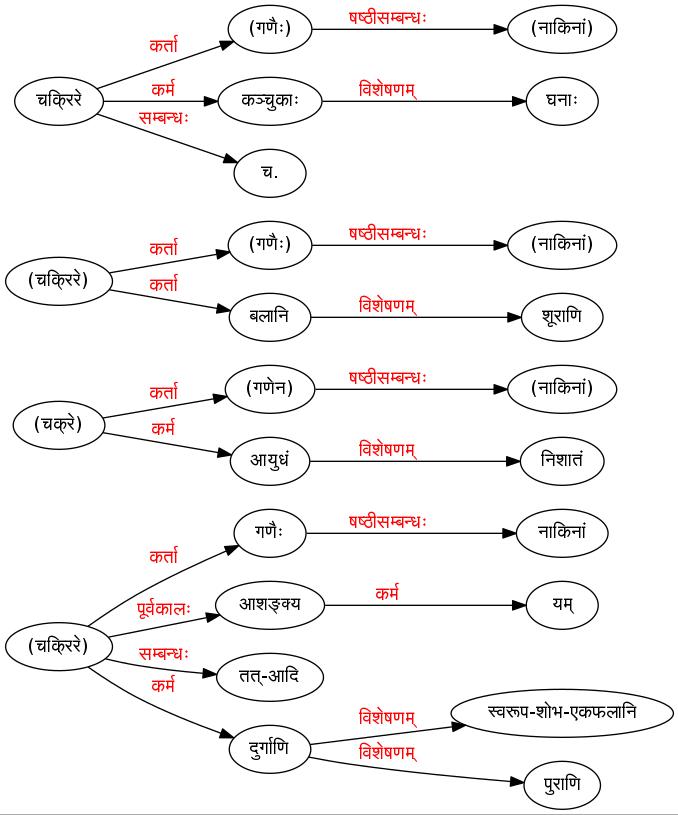 षष्ठीसम्बन्धः
(गणैः) (नाकिनां)
कर्ता
कर्म विशेषणम्
चक्रिरे कञ्चुकाः घनाः
सम्बन्धः
च.
षष्ठीसम्बन्धः
कर्ता (गणैः) (नाकिनां)
(चक्रिरे) कर्ता
विशेषणम्
बलानि शूराणि
षष्ठीसम्बन्धः
कर्ता (गणेन) (नाकिनां)
(चक्रे) कर्म
विशेषणम्
आयुधं निशातं
षष्ठीसम्बन्धः
गणैः नाकिनां
कर्ता
पूर्वकालः कर्म
आशङ्क्य यम्
(चक्रिरे) सम्बन्धः
तत्-आदि
कर्म
विशेषणम् स्वरूप-शोभ-एकफलानि
दुर्गाणि विशेषणम्
पुराणि